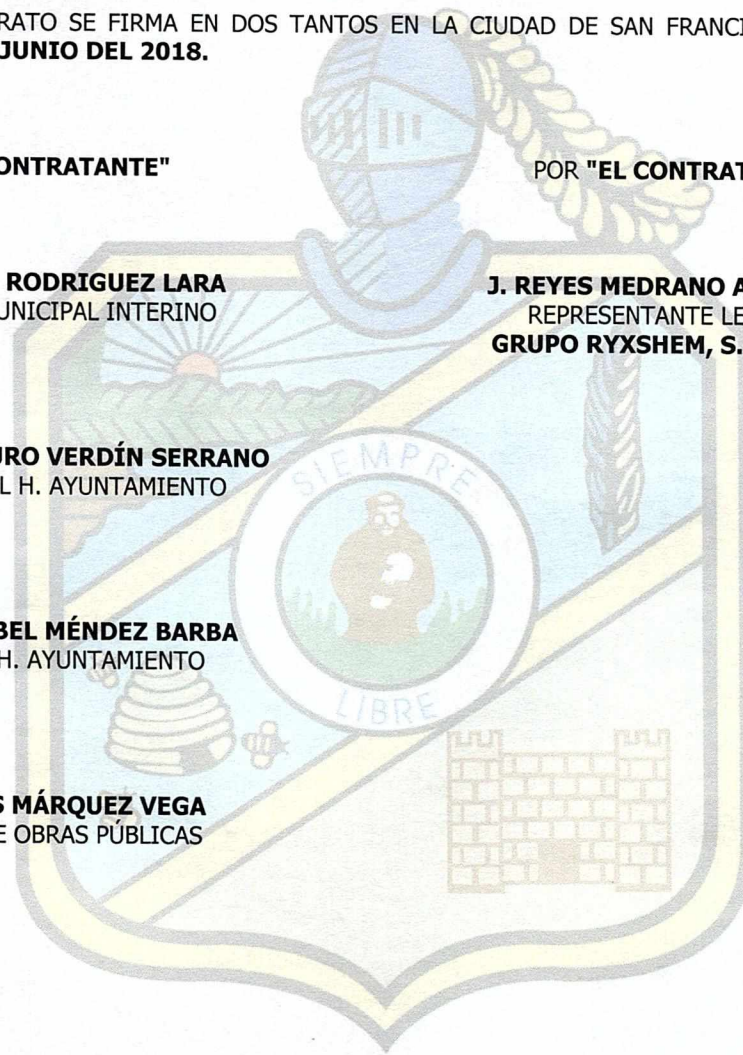 RATO SE FIRMA EN DOS TANTOS EN LA CIUDAD DE SAN FRANCI
JUNIO DEL 2018.
ONTRATANTE"
POR "EL CONTRAT
RODRIGUEZ LARA
UNICIPAL INTERINO
J. REYES MEDRANO A
REPRESENTANTE LE
GRUPO RYXSHEM, S.
URO VERDÍN SERRANO
L H. AYUNTAMIENTO
SIEMPRE
LIBRE
BEL MÉNDEZ BARBA
H. AYUNTAMIENTO
S MÁRQUEZ VEGA
E OBRAS PÚBLICAS